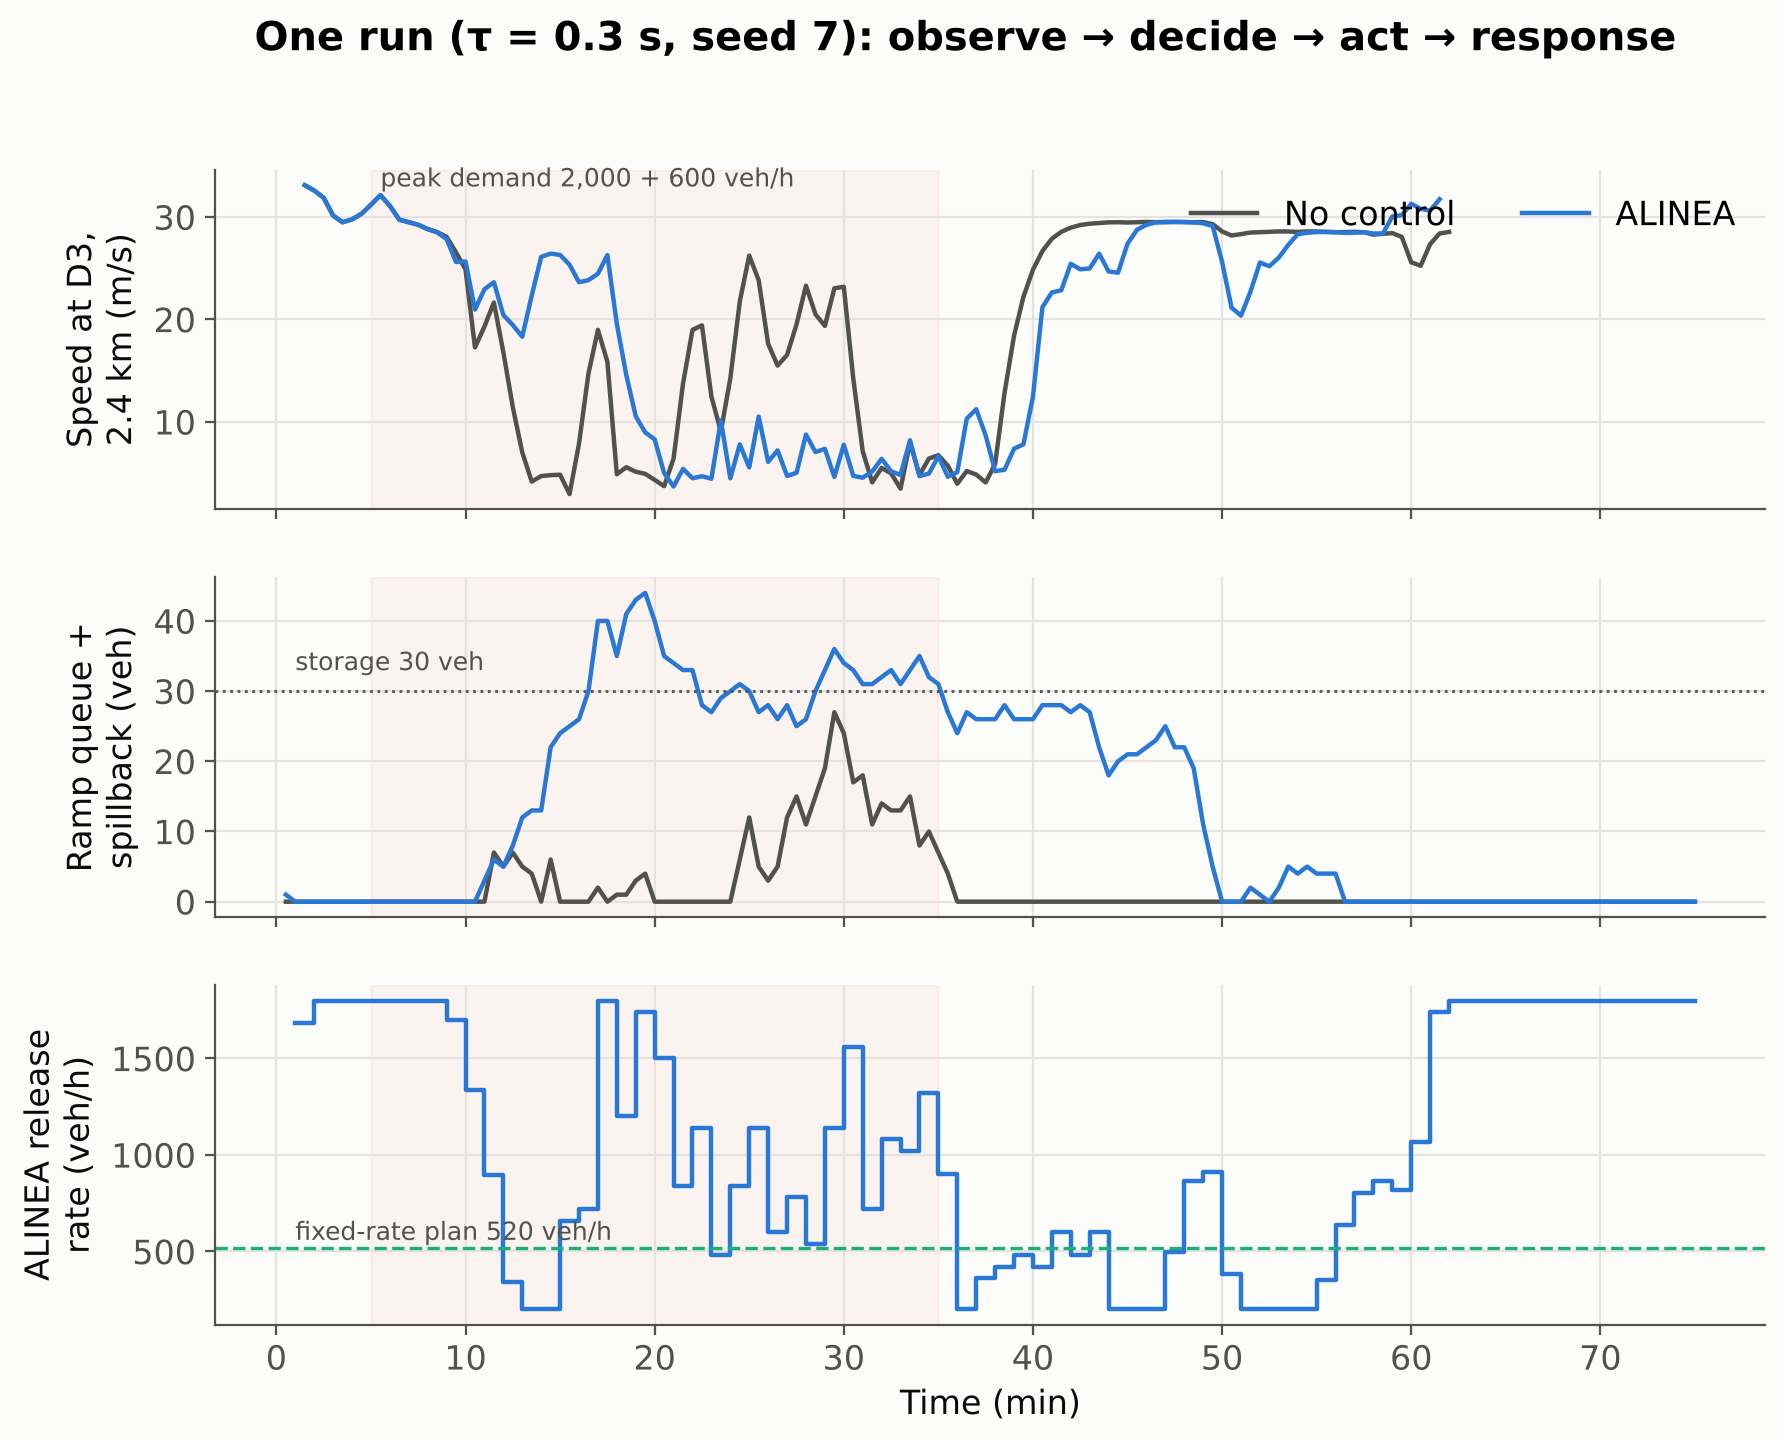 One run (τ = 0.3 s, seed 7): observe → decide → act → response
Speed at D3,
2.4 km (m/s)
30
20
10
peak demand 2,000 + 600 veh/h
No control
ALINEA
Ramp queue +
spillback (veh)
40
30
20
10
0
storage 30 veh
ALINEA release
rate (veh/h)
1500
1000
500
fixed-rate plan 520 veh/h
0 10 20 30 40 50 60 70
Time (min)